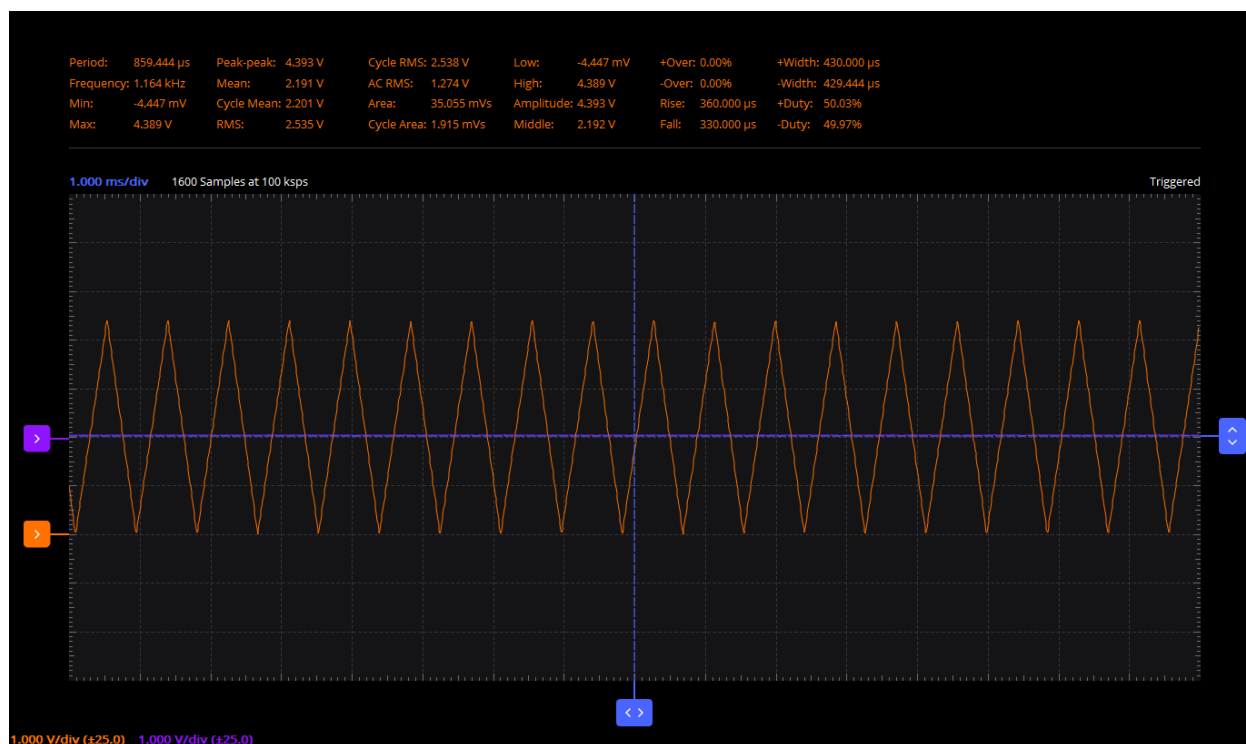 Period: 859.444 µs Peak-peak: 4.393 V Cycle RMS: 2.538 V Low: -4.447 mV +Over: 0.00% +Width: 430.000 µs
Frequency: 1.164 kHz Mean: 2.191 V AC RMS: 1.274 V High: 4.389 V -Over: 0.00% -Width: 429.444 µs
Min: -4.447 mV Cycle Mean: 2.201 V Area: 35.055 mVs Amplitude: 4.393 V Rise: 360.000 µs +Duty: 50.03%
Max: 4.389 V RMS: 2.535 V Cycle Area: 1.915 mVs Middle: 2.192 V Fall: 330.000 µs -Duty: 49.97%
1.000 ms/div 1600 Samples at 100 ksps Triggered
1.000 V/div (±25.0) 1.000 V/div (±25.0)